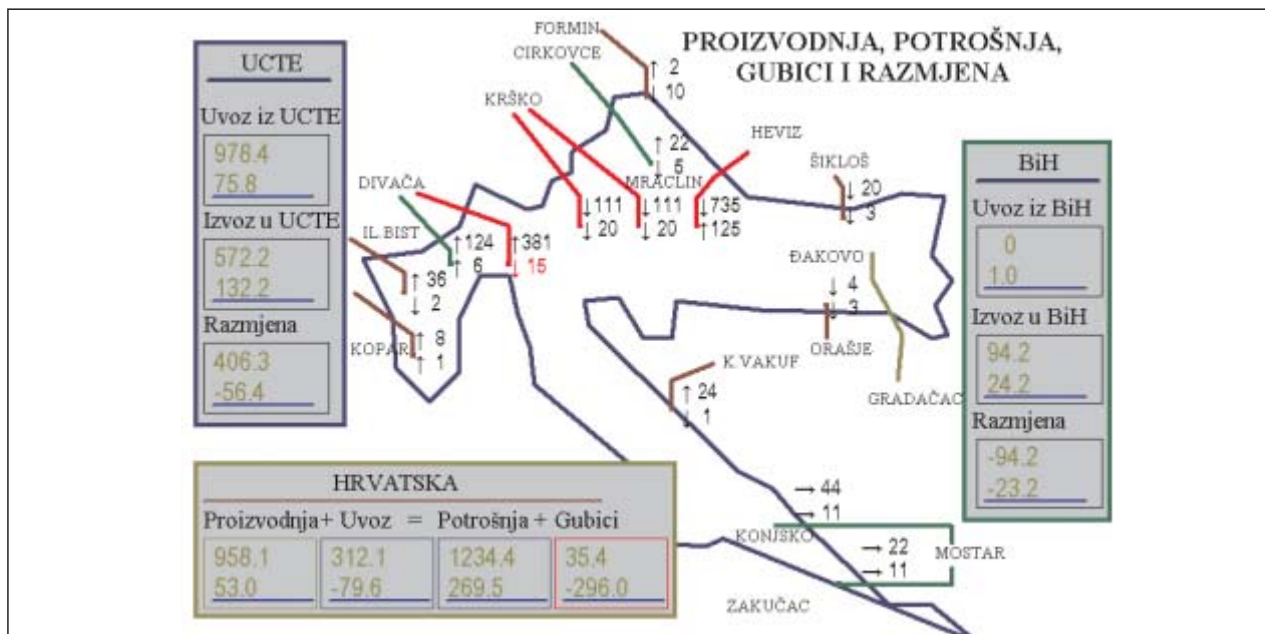 PROIZVODNJA, POTROŠNJA,
GUBICI I RAZMJENA
UCTE
Uvoz iz UCTE
978.4
75.8
Izvoz u UCTE
572.2
132.2
Razmjena
406.3
-56.4
FORMIN
↑ 2
↓ 10
CIRKOVCE
↑ 22
↓ 5
KRŠKO
↓111
↓ 20
MRACLIN
↓111
↓ 20
HEVIZ
↓735
↑125
ŠIKLOŠ
↓ 20
↓ 3
DIVAČA
↑124
↑ 6
↑381
↓ 15
IL.BIST
↑ 36
↓ 2
KOPAR
↑ 8
↑ 1
ĐAKOVO
↓ 4
↓ 3
ORAŠJE
GRADAČAC
K.VAKUF
↑ 24
↓ 1
→ 44
→ 11
KONJSKO
MOSTAR
→ 22
→ 11
ZAKUČAC
BiH
Uvoz iz BiH
0
1.0
Izvoz u BiH
94.2
24.2
Razmjena
-94.2
-23.2
HRVATSKA
Proizvodnja+ Uvoz = Potrošnja + Gubici
958.1 312.1 1234.4 35.4
53.0 -79.6 269.5 -296.0